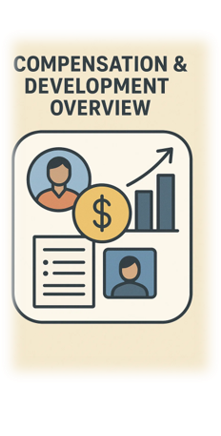 COMPENSATION &
DEVELOPMENT
OVERVIEW
$